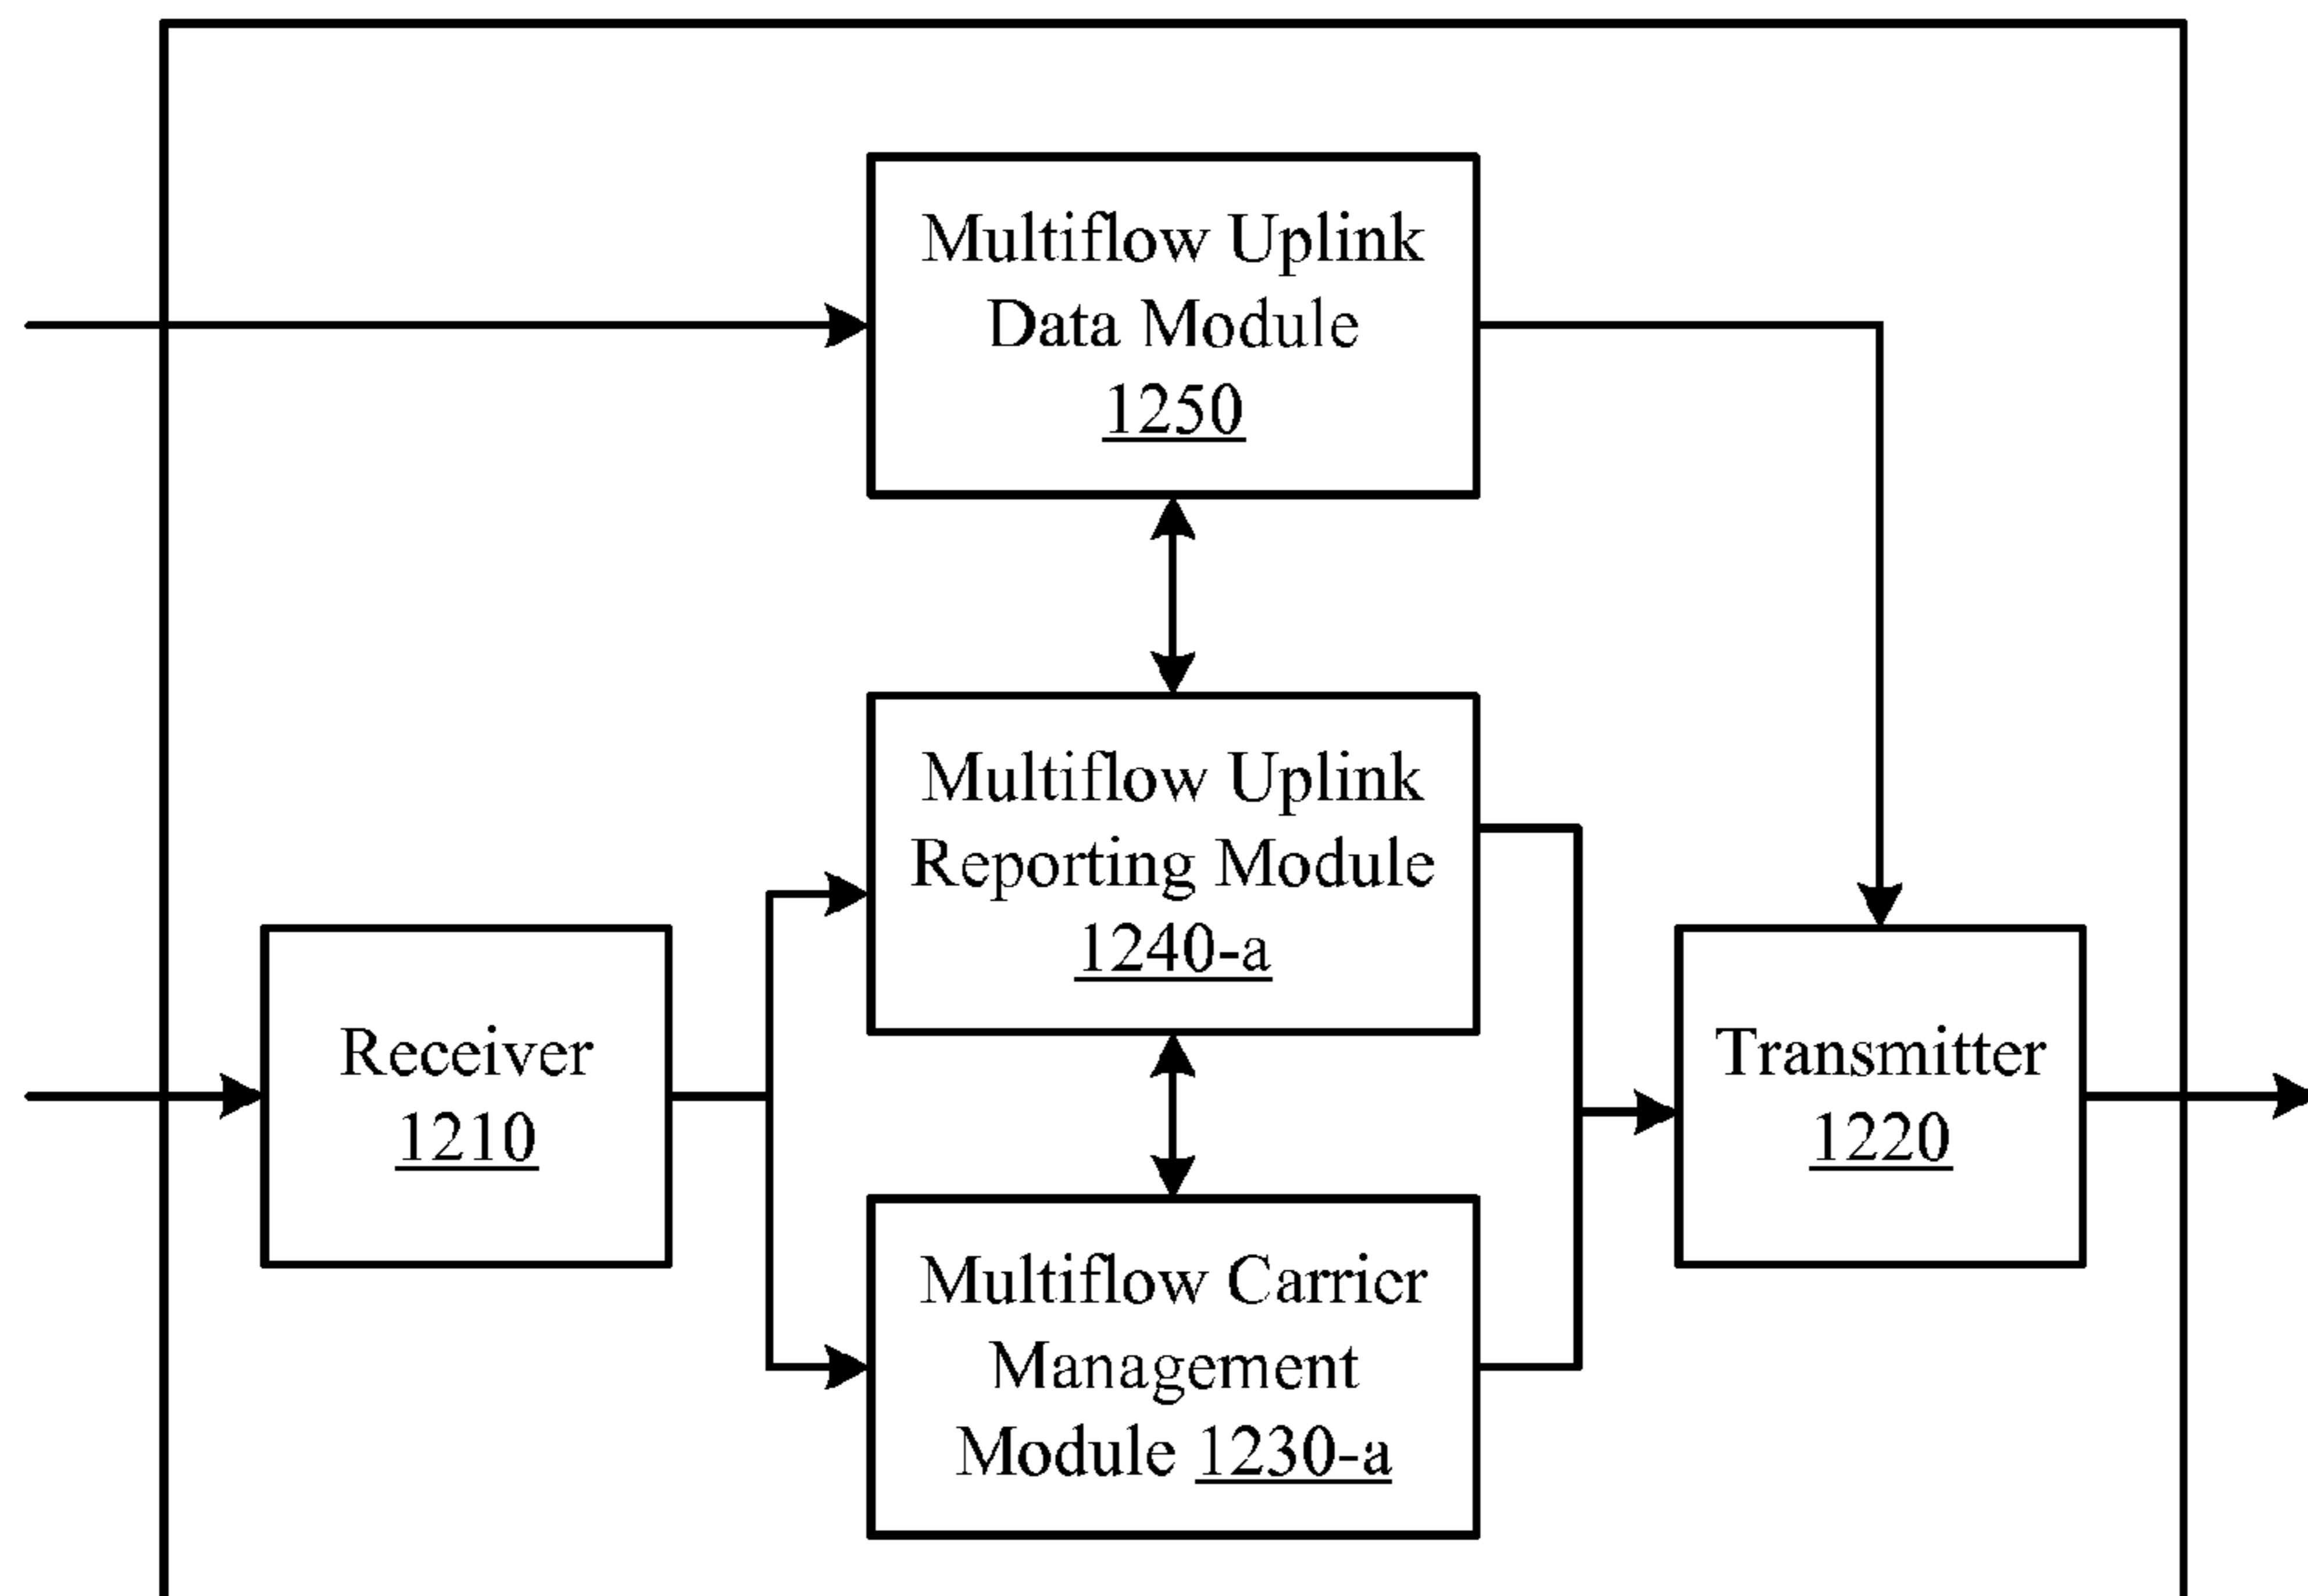 Multiflow Uplink
Data Module
1250
Multiflow Uplink
Reporting Module
1240-a
Receiver
1210
Transmitter
1220
Multiflow Carrier
Management
Module 1230-a